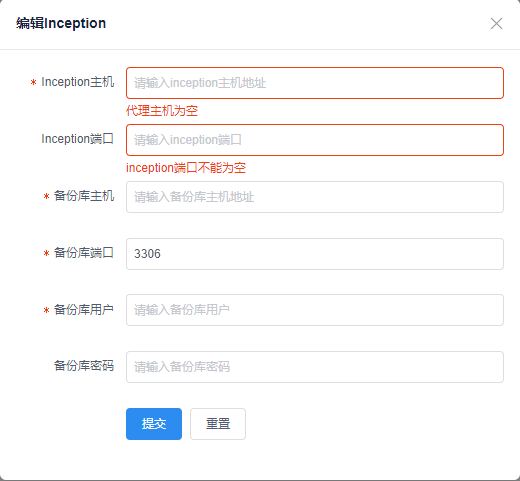 编辑Inception
* Inception主机 请输入inception主机地址
代理主机为空
Inception端口 请输入inception端口
inception端口不能为空
* 备份库主机 请输入备份库主机地址
* 备份库端口 3306
* 备份库用户 请输入备份库用户
备份库密码 请输入备份库密码
提交 重置